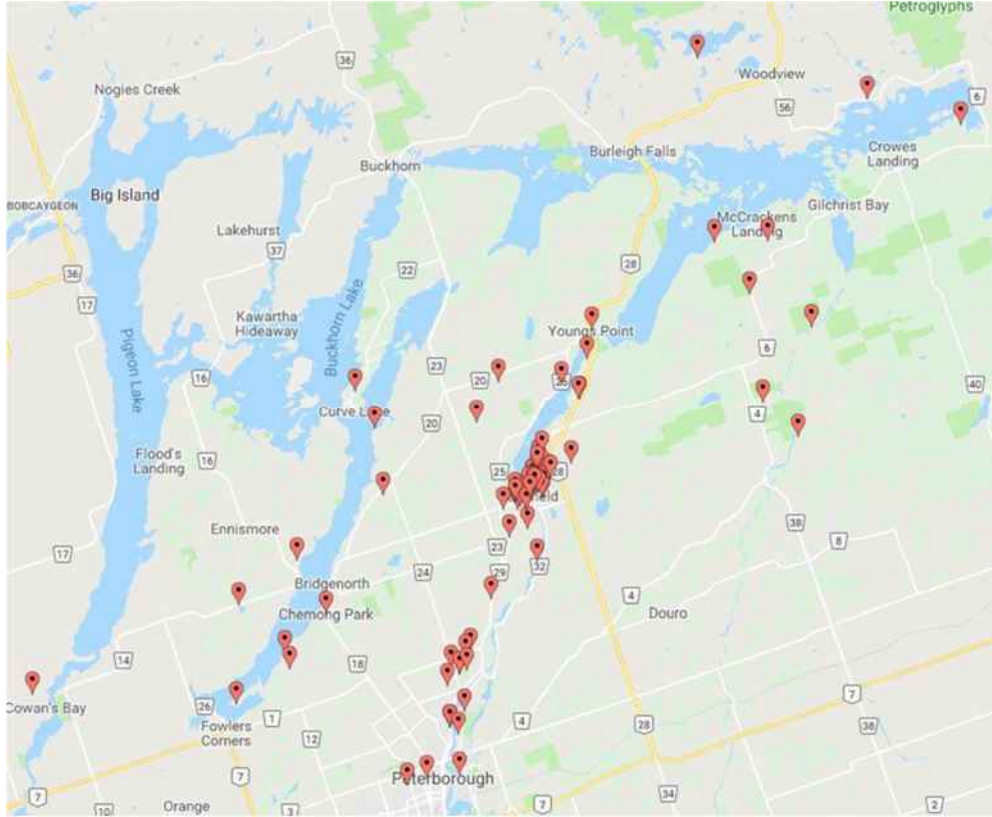 Petroglyphs
36
Woodview
Nogies Creek
6
56
Buckhorn
Burleigh Falls
Crowes
Landing
Big Island
BOBCAYGEON
Gilchrist Bay
McCrackens
Landing
Lakehurst
37
36
22
28
17
Buckhorn Lake
Kawartha
Hideaway
Pigeon Lake
Youngs Point
6
23
20
16
40
4
Curve
20
Flood's
Landing
16
25
28
38
Ennismore
17
23
8
24
29
32
Bridgenorth
Chemong Park
4
Douro
14
18
7
Cowan's Bay
26
1
4
28
38
Fowlers
Corners
12
7
Peterborough
7
10
Orange
3
7
34
2